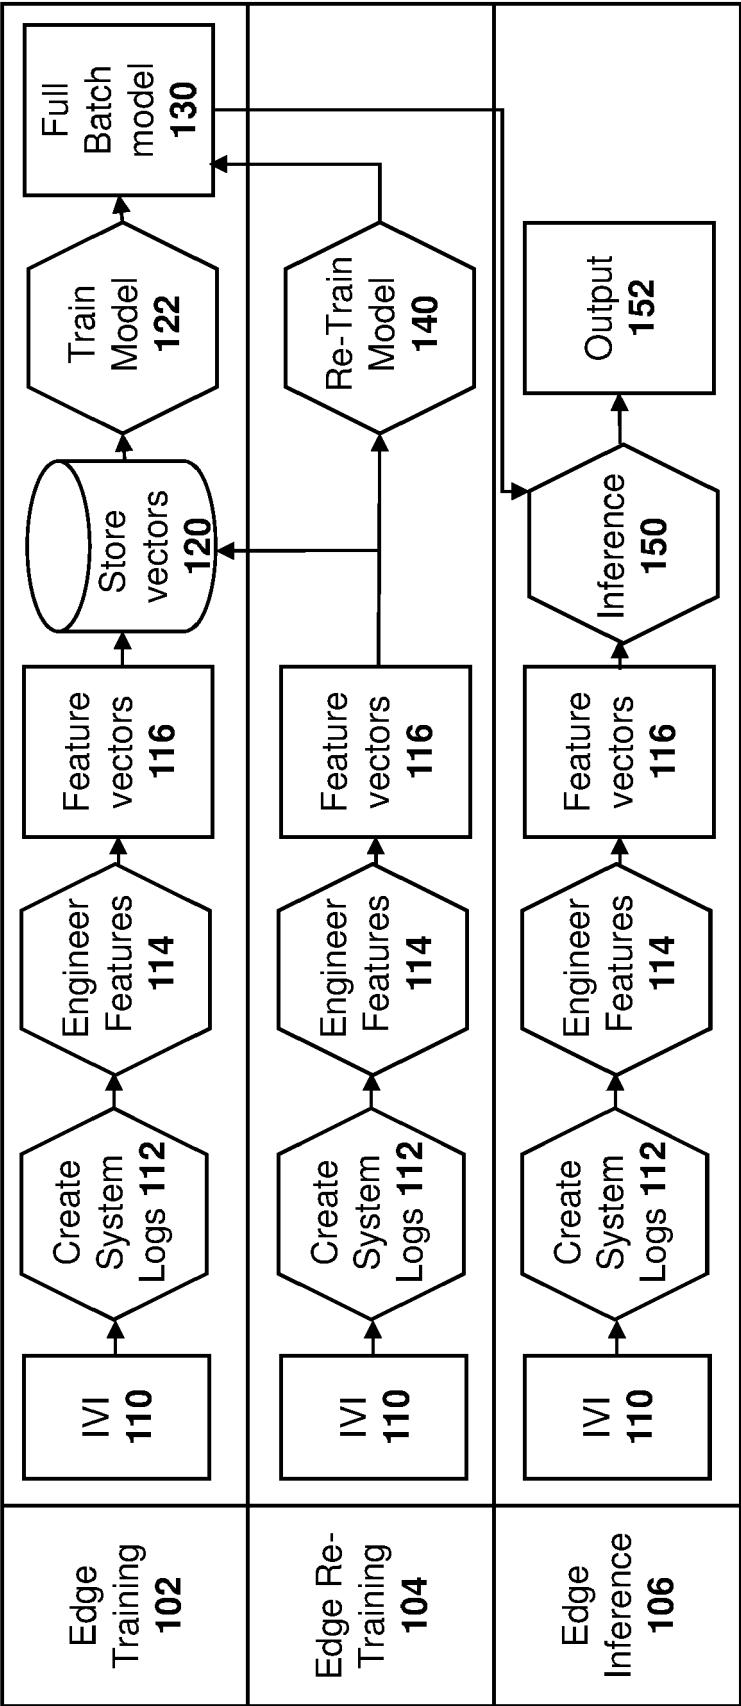 Edge
Training
102
IVI
110
Create
System
Logs 112
Engineer
Features
114
Feature
vectors
116
Store
vectors
120
Train
Model
122
Full
Batch
model
130
Edge Re-
Training
104
IVI
110
Create
System
Logs 112
Engineer
Features
114
Feature
vectors
116
Re-Train
Model
140
Edge
Inference
106
IVI
110
Create
System
Logs 112
Engineer
Features
114
Feature
vectors
116
Inference
150
Output
152